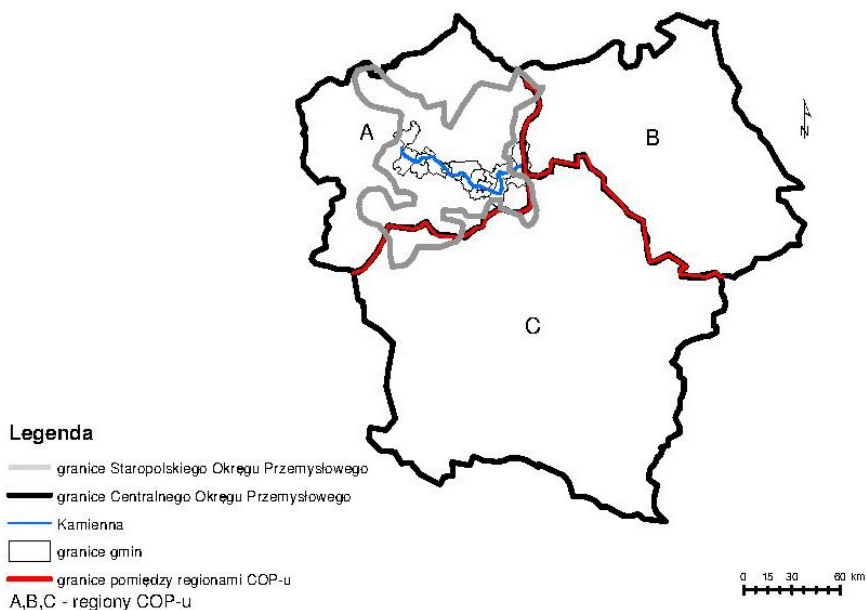 A
B
N
C
Legenda
granice Staropolskiego Okręgu Przemysłowego
granice Centralnego Okręgu Przemysłowego
Kamienna
granice gmin
granice pomiędzy regionami COP-u
A,B,C - regiony COP-u
0 15 30 60 km